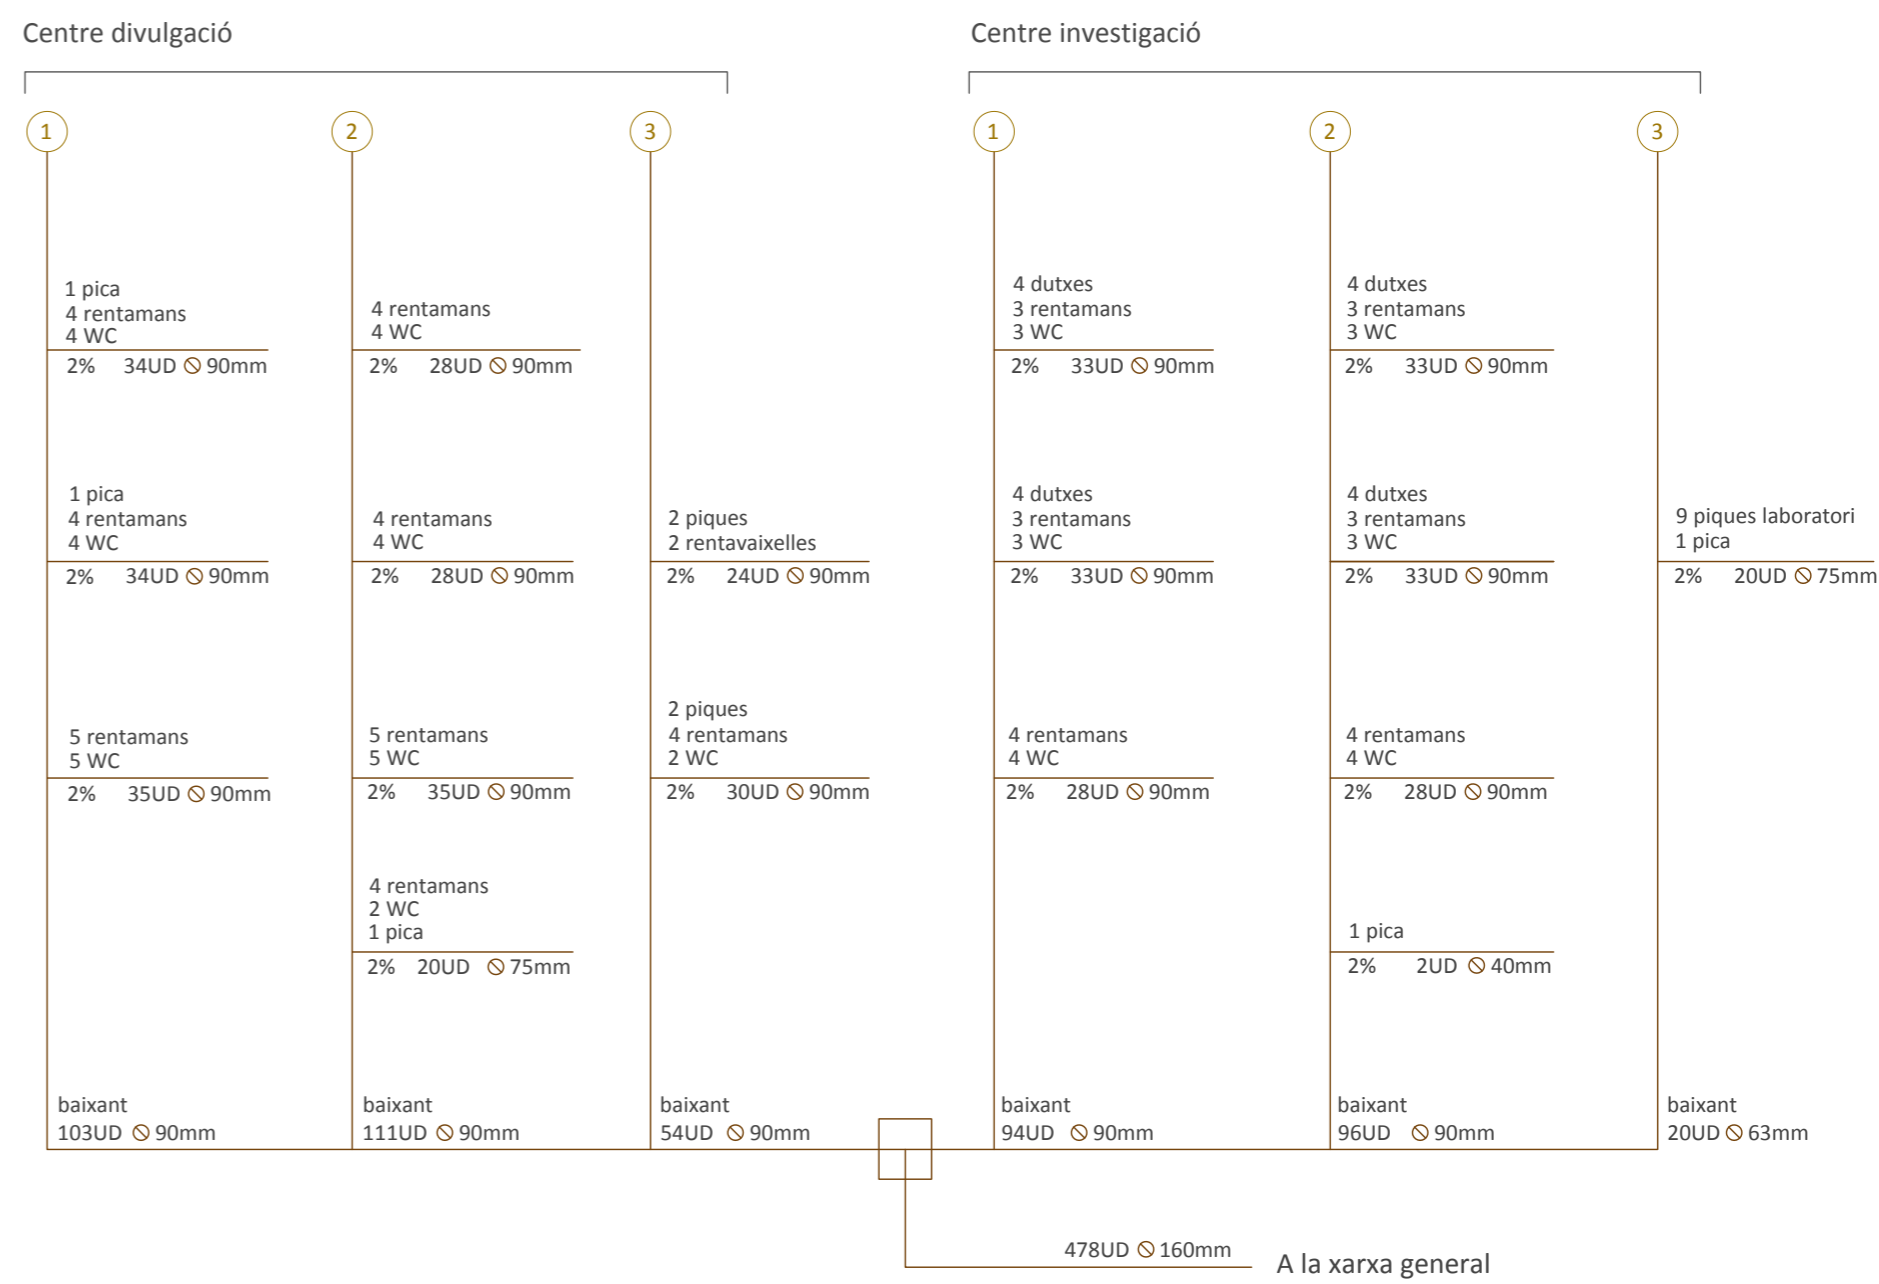 Centre divulgació
1
1 pica
4 rentamans
4 WC
2% 34UD ⦸ 90mm
1 pica
4 rentamans
4 WC
2% 34UD ⦸ 90mm
5 rentamans
5 WC
2% 35UD ⦸ 90mm
baixant
103UD ⦸ 90mm
2
4 rentamans
4 WC
2% 28UD ⦸ 90mm
4 rentamans
4 WC
2% 28UD ⦸ 90mm
5 rentamans
5 WC
2% 35UD ⦸ 90mm
4 rentamans
2 WC
1 pica
2% 20UD ⦸ 75mm
baixant
111UD ⦸ 90mm
3
2 piques
2 rentavaixelles
2% 24UD ⦸ 90mm
2 piques
4 rentamans
2 WC
2% 30UD ⦸ 90mm
baixant
54UD ⦸ 90mm
Centre investigació
1
4 dutxes
3 rentamans
3 WC
2% 33UD ⦸ 90mm
4 dutxes
3 rentamans
3 WC
2% 33UD ⦸ 90mm
4 rentamans
4 WC
2% 28UD ⦸ 90mm
baixant
94UD ⦸ 90mm
2
4 dutxes
3 rentamans
3 WC
2% 33UD ⦸ 90mm
4 dutxes
3 rentamans
3 WC
2% 33UD ⦸ 90mm
4 rentamans
4 WC
2% 28UD ⦸ 90mm
1 pica
2% 2UD ⦸ 40mm
baixant
96UD ⦸ 90mm
3
9 piques laboratori
1 pica
2% 20UD ⦸ 75mm
baixant
20UD ⦸ 63mm
478UD ⦸ 160mm
A la xarxa general